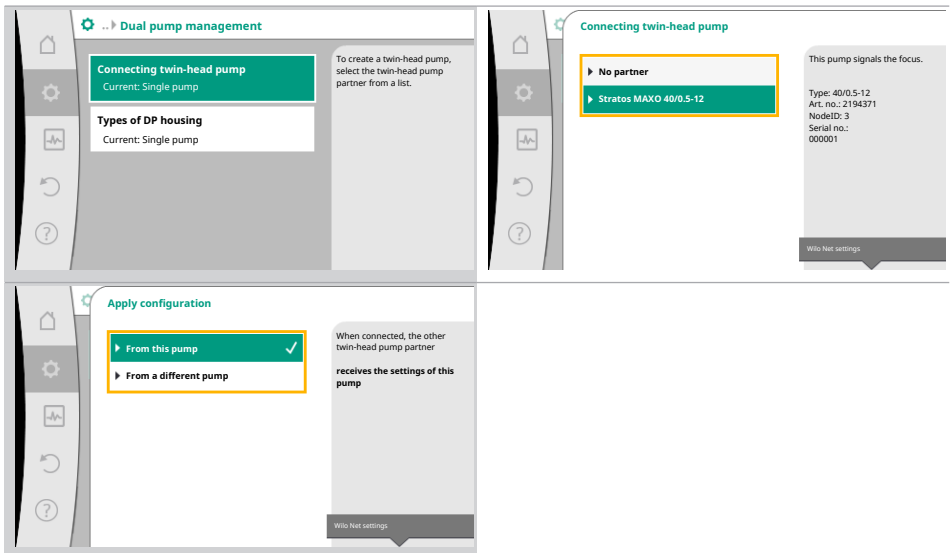 ..▸ Dual pump management
Connecting twin-head pump
Current: Single pump
Types of DP housing
Current: Single pump
To create a twin-head pump,
select the twin-head pump
partner from a list.
Connecting twin-head pump
No partner
Stratos MAXO 40/0.5-12
This pump signals the focus.
Type: 40/0.5-12
Art. no.: 2194371
NodeID: 3
Serial no.:
000001
Wilo Net settings
Apply configuration
From this pump
From a different pump
When connected, the other
twin-head pump partner
receives the settings of this
pump
Wilo Net settings
?
?
?